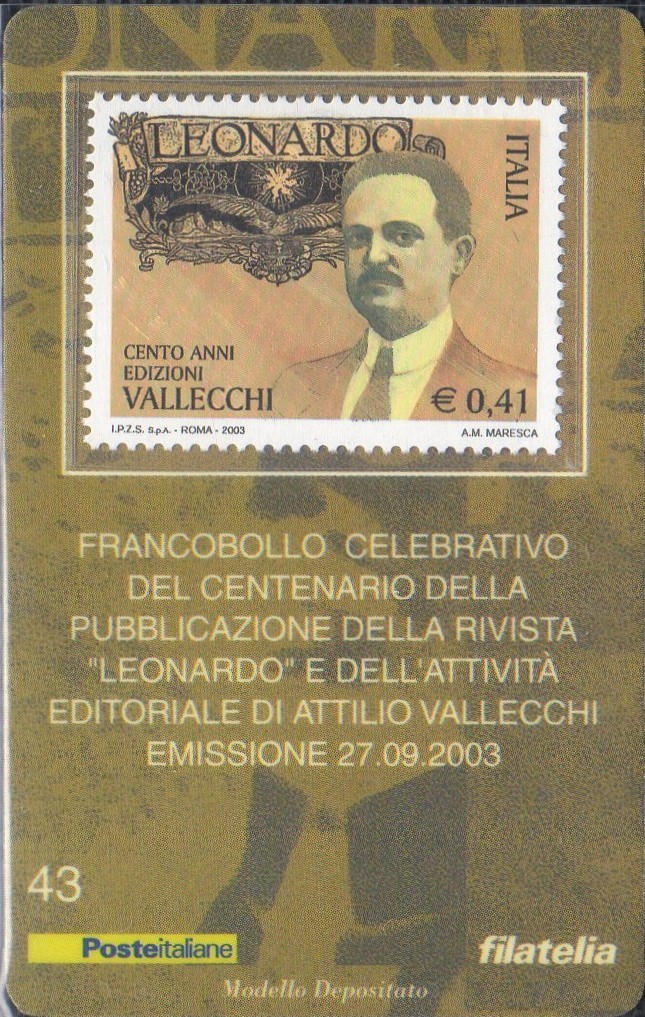 ONARD
LEONARDO
ITALIA
CENTO ANNI
EDIZIONI
VALLECCHI
€ 0,41
I.P.Z.S. S.p.A. - ROMA - 2003
A.M. MARESCA
FRANCOBOLLO CELEBRATIVO
DEL CENTENARIO DELLA
PUBBLICAZIONE DELLA RIVISTA
"LEONARDO" E DELL'ATTIVITÀ
EDITORIALE DI ATTILIO VALLECCHI
EMISSIONE 27.09.2003
43
Posteitaliane
filatelia
Modello Depositato